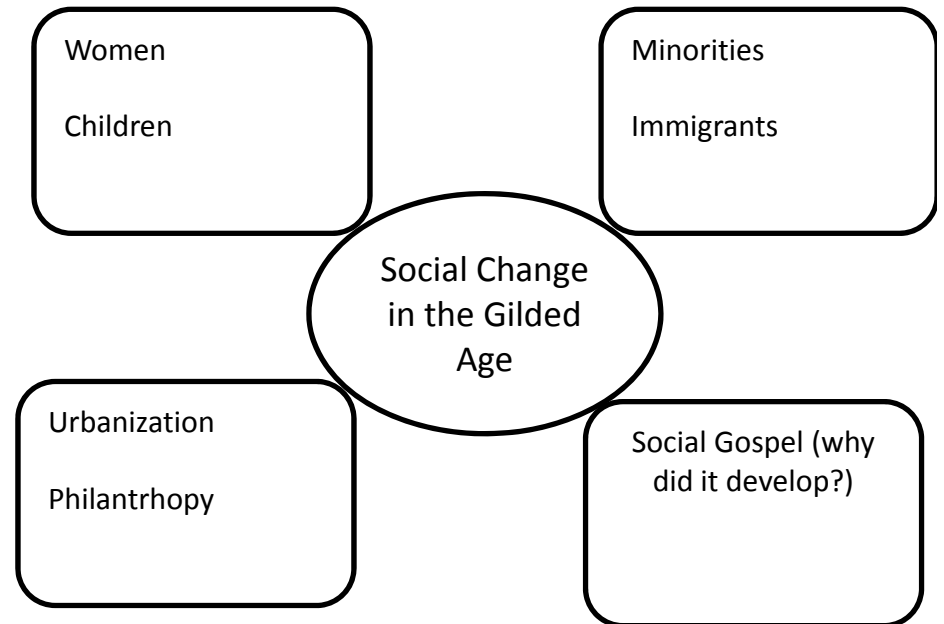 Women
Children
Minorities
Immigrants
Social Change
in the Gilded
Age
Urbanization
Philantrhopy
Social Gospel (why
did it develop?)